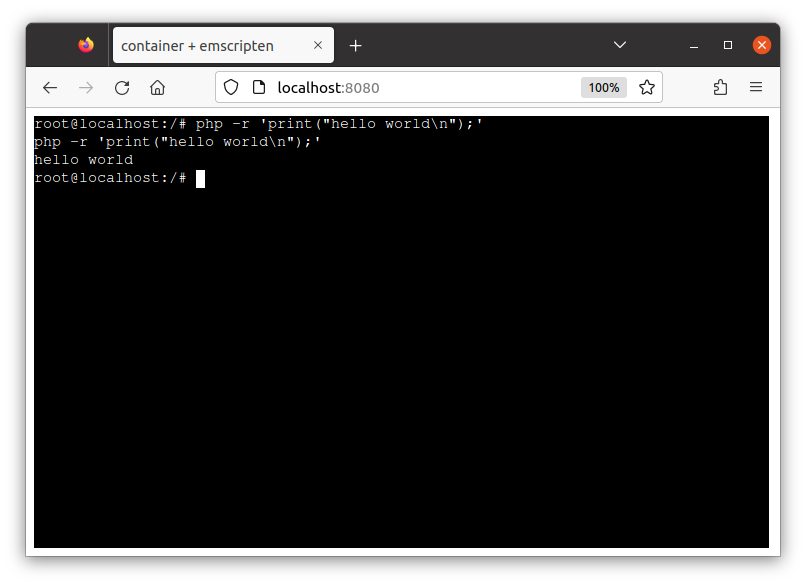 container + emscripten
localhost:8080
100%
root@localhost:/# php -r 'print("hello world\n");'
php -r 'print("hello world\n");'
hello world
root@localhost:/#